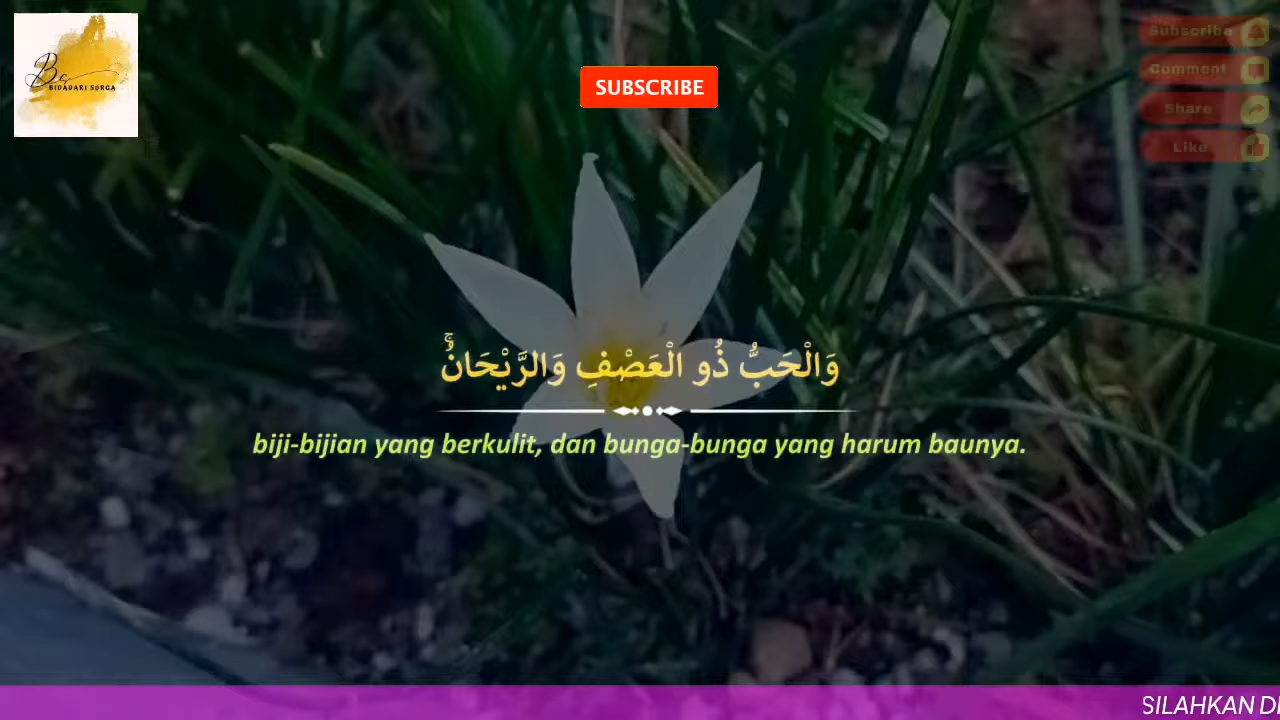 BIDADARI SURGA
SUBSCRIBE
Subscribe
Comment
Share
Like
وَالْحَبُّ ذُو الْعَصْفِ وَالرَّيْحَانُۚ
biji-bijian yang berkulit, dan bunga-bunga yang harum baunya.
SILAHKAN